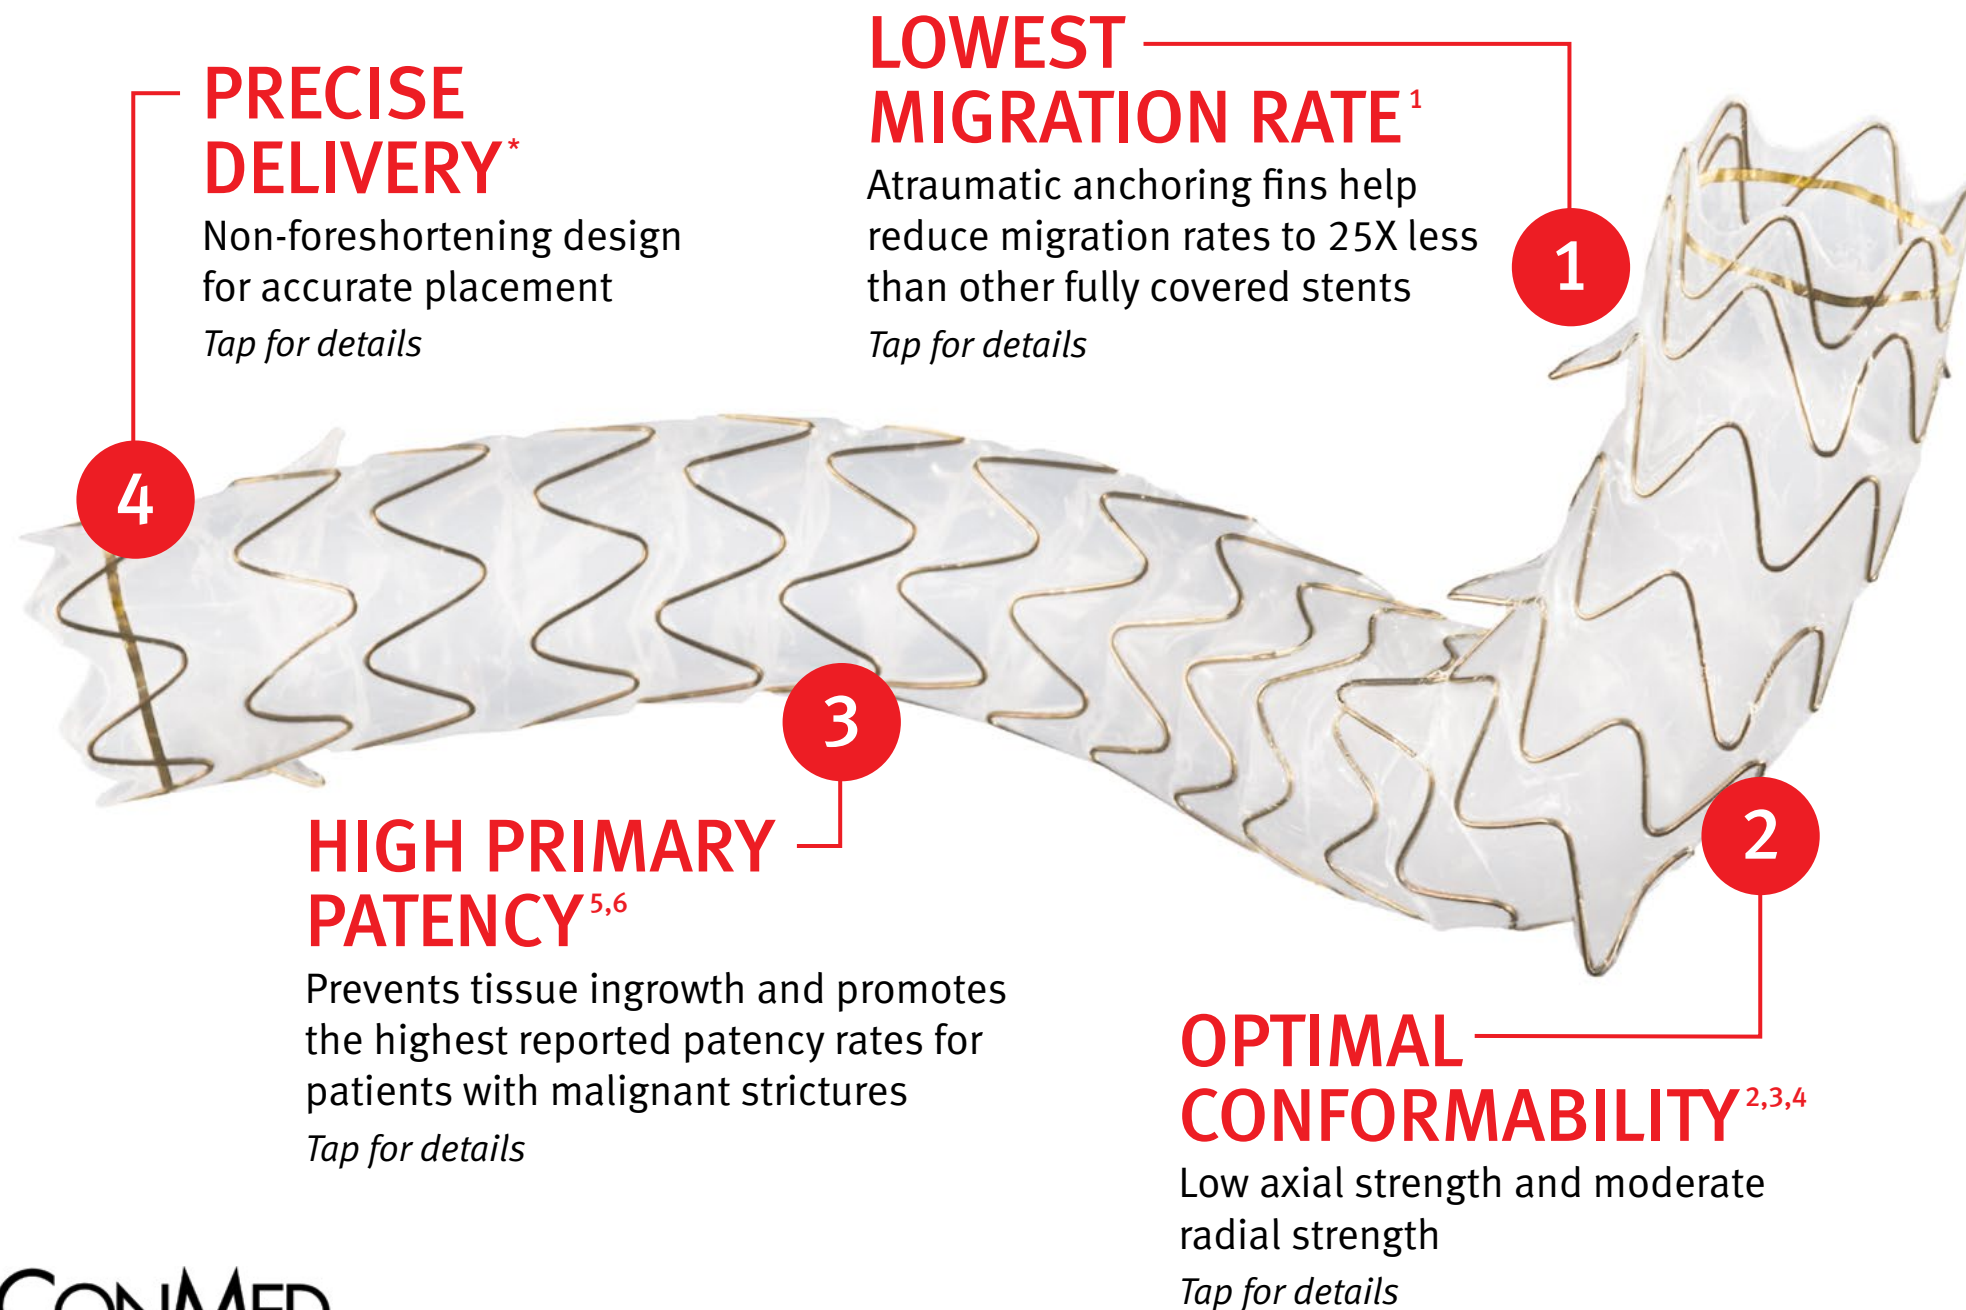 PRECISE
DELIVERY*
Non-foreshortening design
for accurate placement
Tap for details
LOWEST
MIGRATION RATE1
Atraumatic anchoring fins help
reduce migration rates to 25X less
than other fully covered stents
Tap for details
1
4
3
HIGH PRIMARY
PATENCY5,6
Prevents tissue ingrowth and promotes
the highest reported patency rates for
patients with malignant strictures
Tap for details
2
OPTIMAL
CONFORMABILITY2,3,4
Low axial strength and moderate
radial strength
Tap for details
CONMED